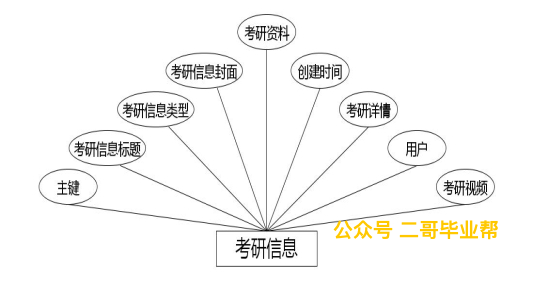 考研资料
考研信息封面
创建时间
考研信息类型
考研详情
考研信息标题
用户
主键
考研视频
公众号 二哥毕业帮
考研信息